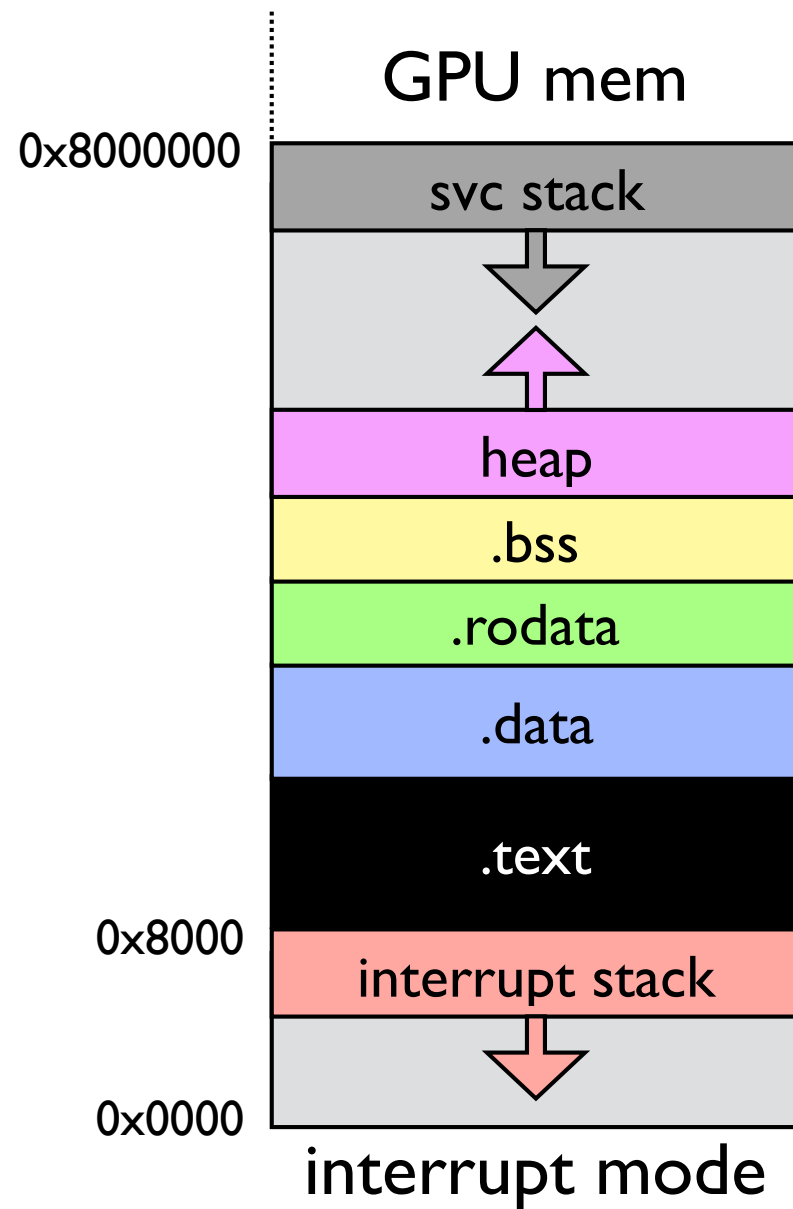 GPU mem
0x8000000
svc stack
heap
.bss
.rodata
.data
.text
0x8000
interrupt stack
0x0000
interrupt mode